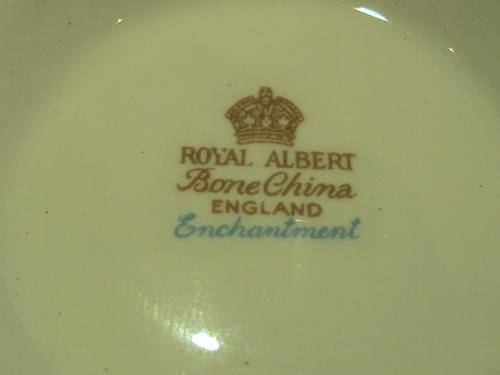 ROYAL ALBERT
Bone China
ENGLAND
Enchantment